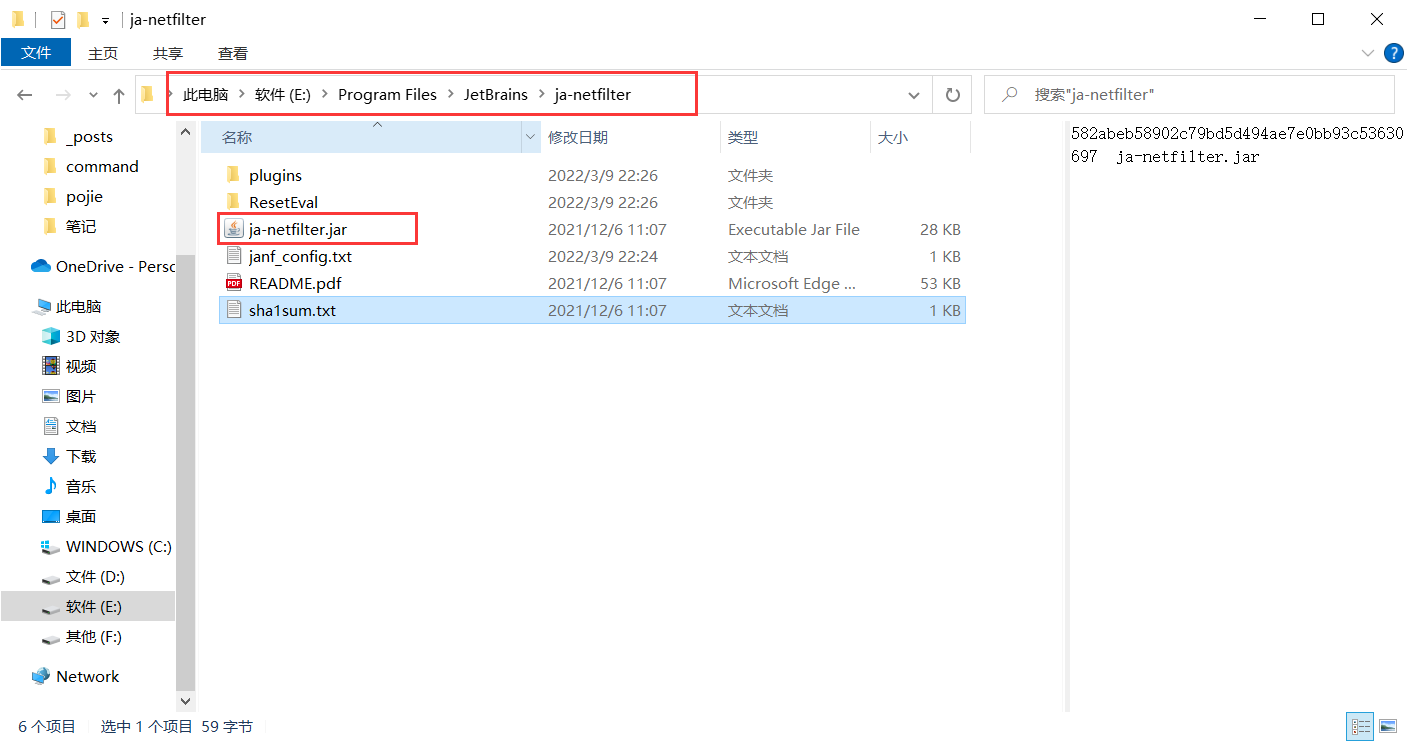 ja-netfilter
文件 主页 共享 查看
此电脑 软件 (E:) Program Files JetBrains ja-netfilter 搜索"ja-netfilter"
_posts
command
pojie
笔记
OneDrive - Persc
此电脑
3D 对象
视频
图片
文档
下载
音乐
桌面
WINDOWS (C:)
文件 (D:)
软件 (E:)
其他 (F:)
Network
名称 修改日期 类型 大小
plugins 2022/3/9 22:26 文件夹
ResetEval 2022/3/9 22:26 文件夹
ja-netfilter.jar 2021/12/6 11:07 Executable Jar File 28 KB
janf_config.txt 2022/3/9 22:24 文本文档 1 KB
PDF README.pdf 2021/12/6 11:07 Microsoft Edge ... 53 KB
sha1sum.txt 2021/12/6 11:07 文本文档 1 KB
582abeb58902c79bd5d494ae7e0bb93c53630
697 ja-netfilter.jar
6 个项目 选中 1 个项目 59 字节